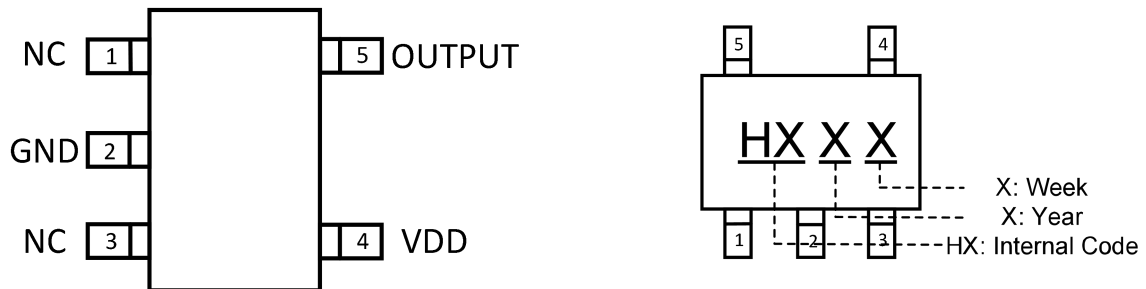 NC 1 5 OUTPUT
GND 2
NC 3 4 VDD
5 4
HX X X
X: Week
X: Year
1 2 3 HX: Internal Code